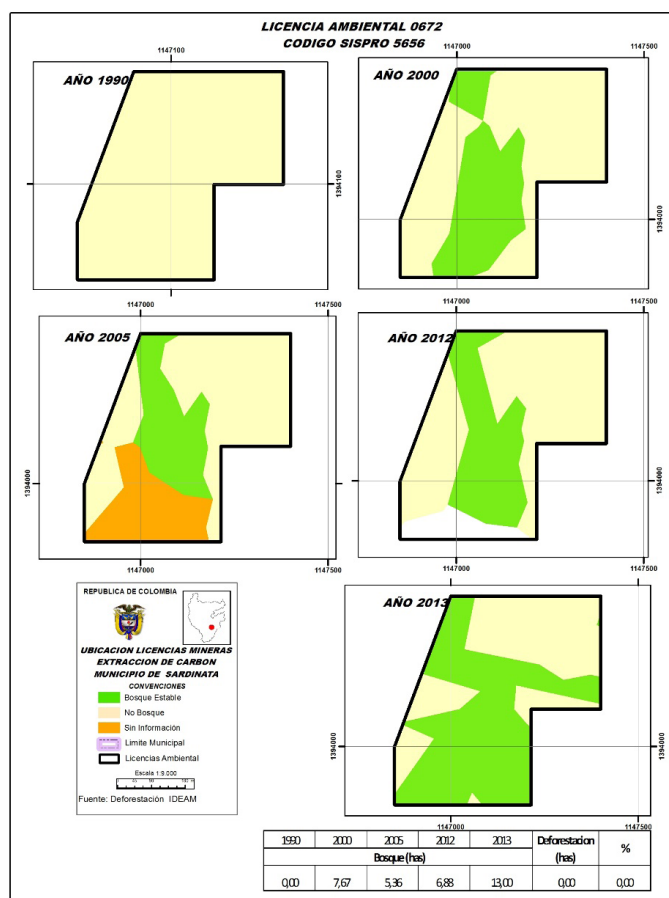 LICENCIA AMBIENTAL 0672
CODIGO SISPRO 5656
1147100
AÑO 1990
1394100
1147000
1147500
AÑO 2000
1394000
1147000
1147500
AÑO 2005
1394000
1147000
1147500
1147000
1147500
AÑO 2012
1394000
1147000
1147500
REPUBLICA DE COLOMBIA
UBICACION LICENCIAS MINERAS
EXTRACCION DE CARBON
MUNICIPIO DE SARDINATA
CONVENCIONES
Bosque Estable
No Bosque
Sin Información
Limite Municipal
Licencias Ambiental
Escala 1:9.000
Fuente: Deforestación IDEAM
AÑO 2013
1394000
1394000
1147000
1147500
1990 2000 2005 2012 2013 Deforestacion (has) %
Bosque (has)
0,00 7,67 5,36 6,88 13,00 0,00 0,00